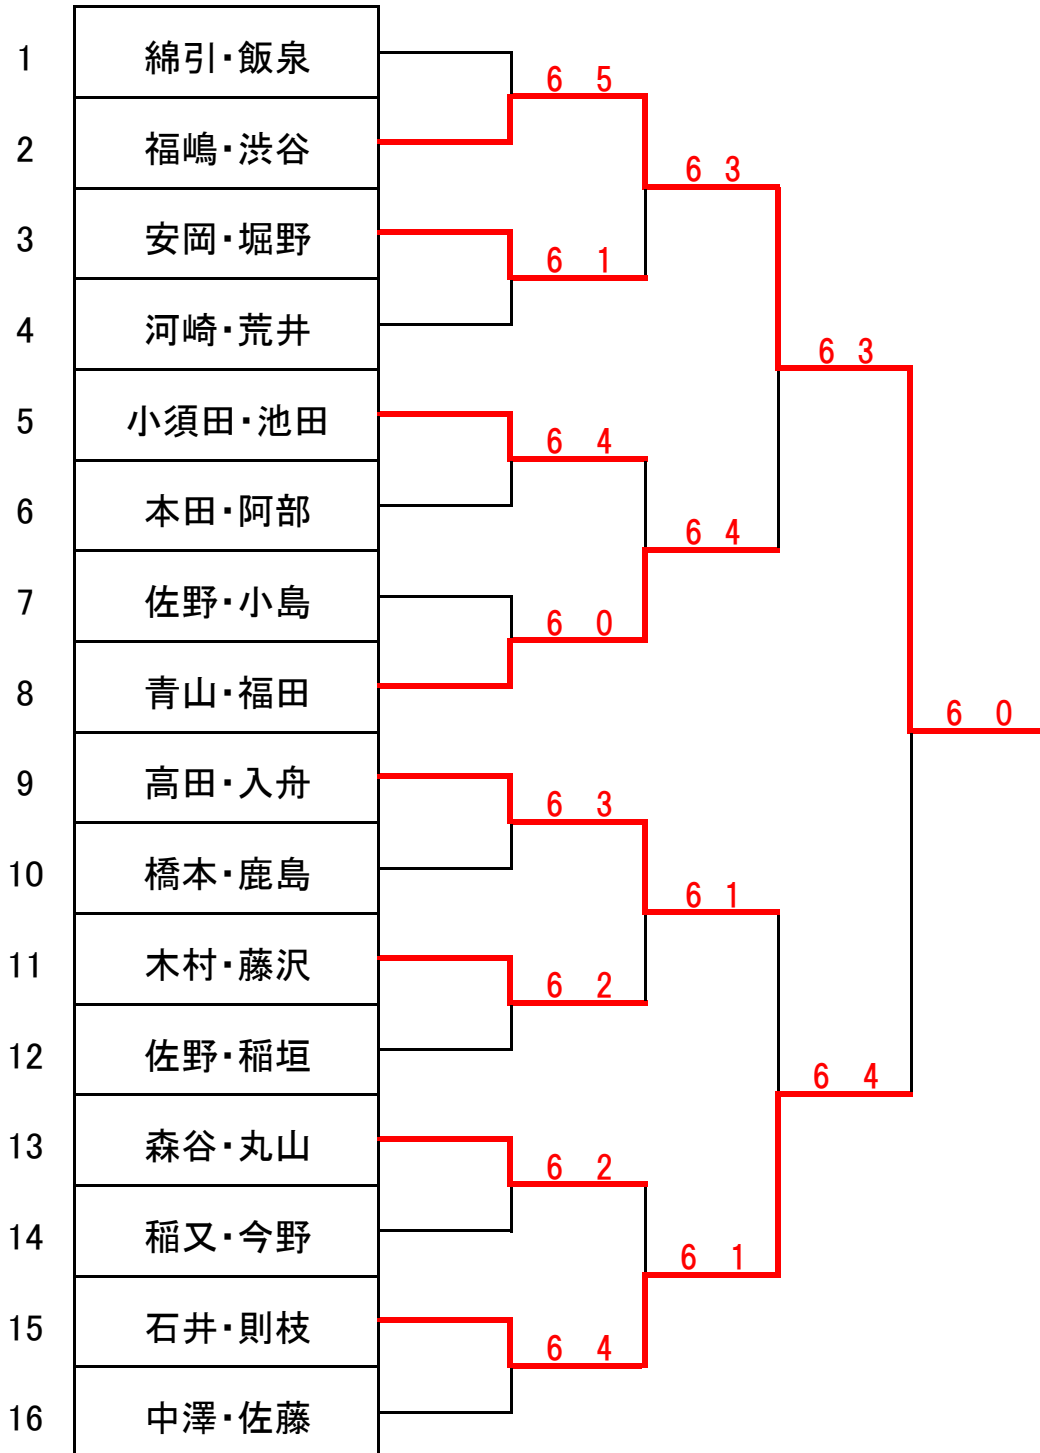 1 綿引・飯泉
6 5
2 福嶋・渋谷
6 3
3 安岡・堀野
6 1
4 河崎・荒井
6 3
5 小須田・池田
6 4
6 本田・阿部
6 4
7 佐野・小島
6 0
8 青山・福田
6 0
9 高田・入舟
6 3
10 橋本・鹿島
6 1
11 木村・藤沢
6 2
12 佐野・稲垣
6 4
13 森谷・丸山
6 2
14 稲又・今野
6 1
15 石井・則枝
6 4
16 中澤・佐藤